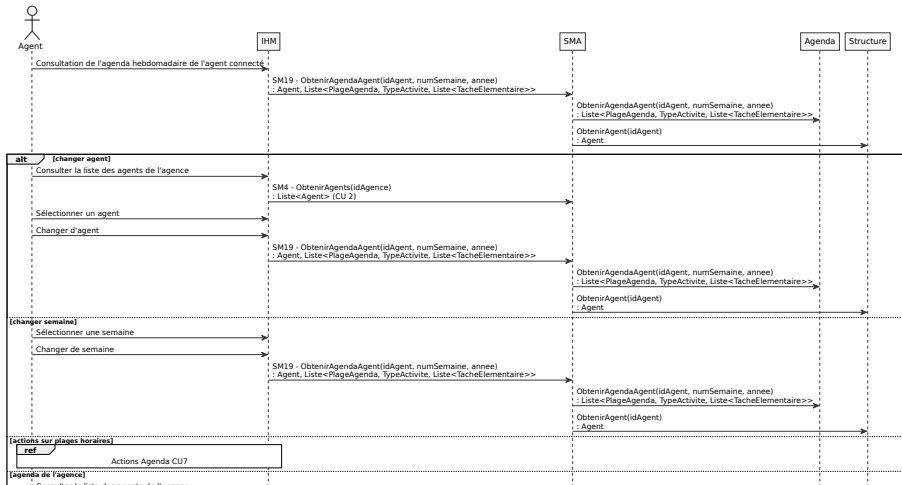 Agent
IHM
SMA
Agenda
Structure
Consultation de l'agenda hebdomadaire de l'agent connecté
SM19 - ObtenirAgendaAgent(idAgent, numSemaine, annee)
: Agent, Liste<PlageAgenda, TypeActivite, Liste<TacheElementaire>>
ObtenirAgendaAgent(idAgent, numSemaine, annee)
: Liste<PlageAgenda, TypeActivite, Liste<TacheElementaire>>
ObtenirAgent(idAgent)
: Agent
alt
[changer agent]
Consulter la liste des agents de l'agence
SM4 - ObtenirAgents(idAgence)
: Liste<Agent> (CU 2)
Sélectionner un agent
Changer d'agent
SM19 - ObtenirAgendaAgent(idAgent, numSemaine, annee)
: Agent, Liste<PlageAgenda, TypeActivite, Liste<TacheElementaire>>
ObtenirAgendaAgent(idAgent, numSemaine, annee)
: Liste<PlageAgenda, TypeActivite, Liste<TacheElementaire>>
ObtenirAgent(idAgent)
: Agent
[changer semaine]
Sélectionner une semaine
Changer de semaine
SM19 - ObtenirAgendaAgent(idAgent, numSemaine, annee)
: Agent, Liste<PlageAgenda, TypeActivite, Liste<TacheElementaire>>
ObtenirAgendaAgent(idAgent, numSemaine, annee)
: Liste<PlageAgenda, TypeActivite, Liste<TacheElementaire>>
ObtenirAgent(idAgent)
: Agent
[actions sur plages horaires]
ref
Actions Agenda CU7
[agenda de l'agence]